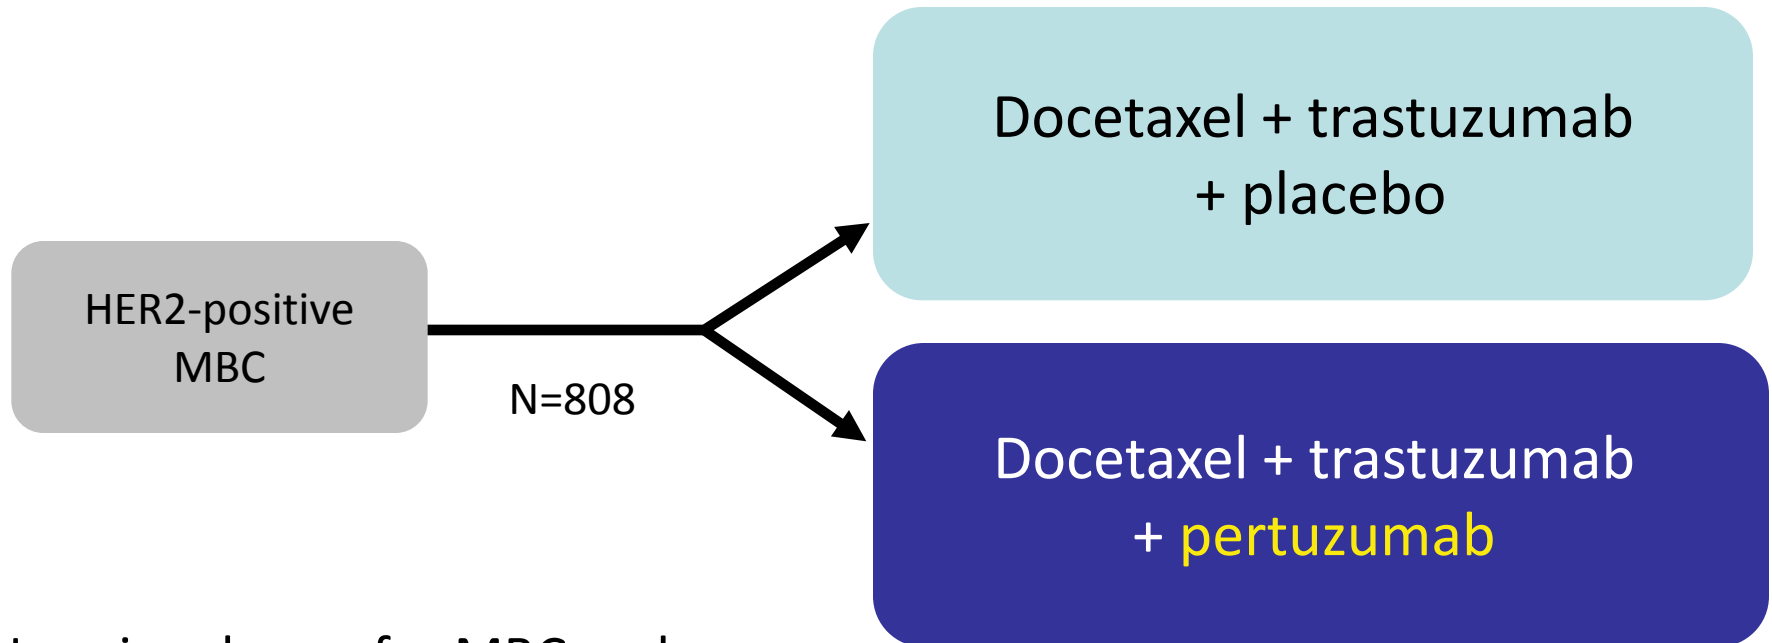 Docetaxel + trastuzumab
+ placebo
HER2-positive
MBC
N=808
Docetaxel + trastuzumab
+ pertuzumab